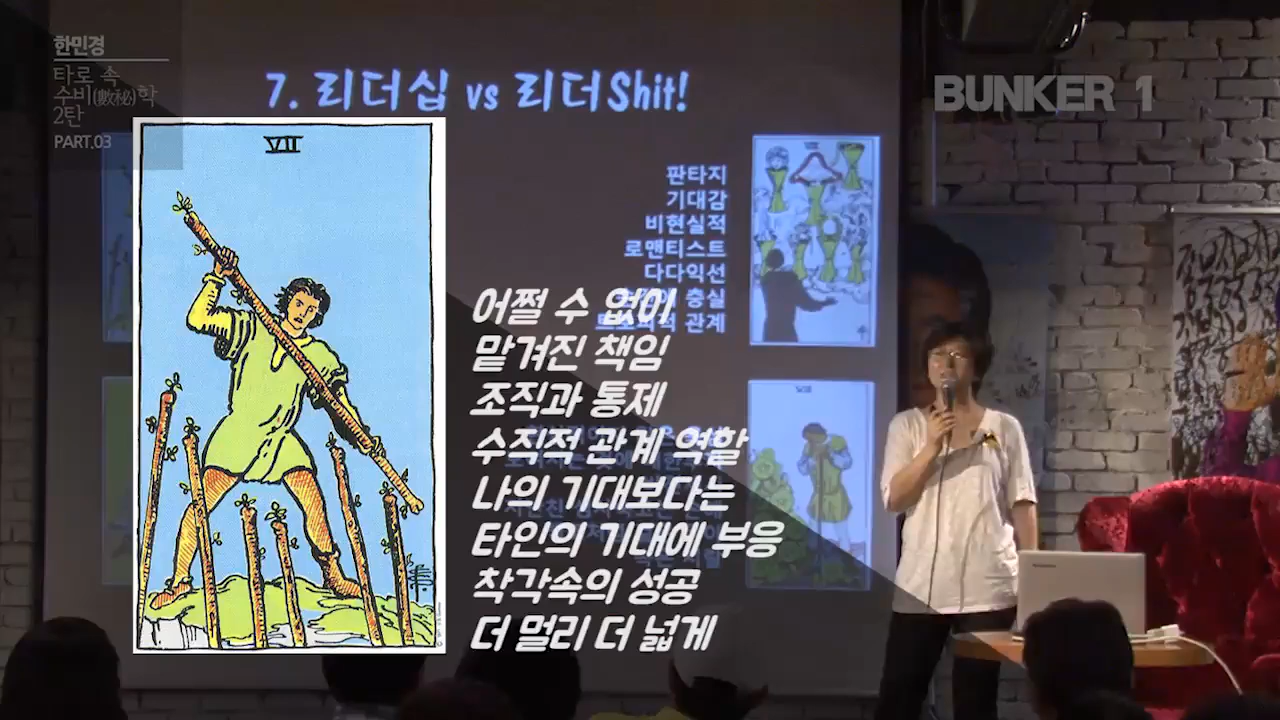 한민경
타로 속
수비(數秘)학
2탄
PART.03
BUNKER 1
7. 리더십 vs 리더Shit!
VII
판타지
기대감
비현실적
로맨티스트
다다익선
충실
관계
어쩔 수 없이
맡겨진 책임
조직과 통제
수직적 관계 역할
나의 기대보다는
타인의 기대에 부응
착각속의 성공
더 멀리 더 넓게